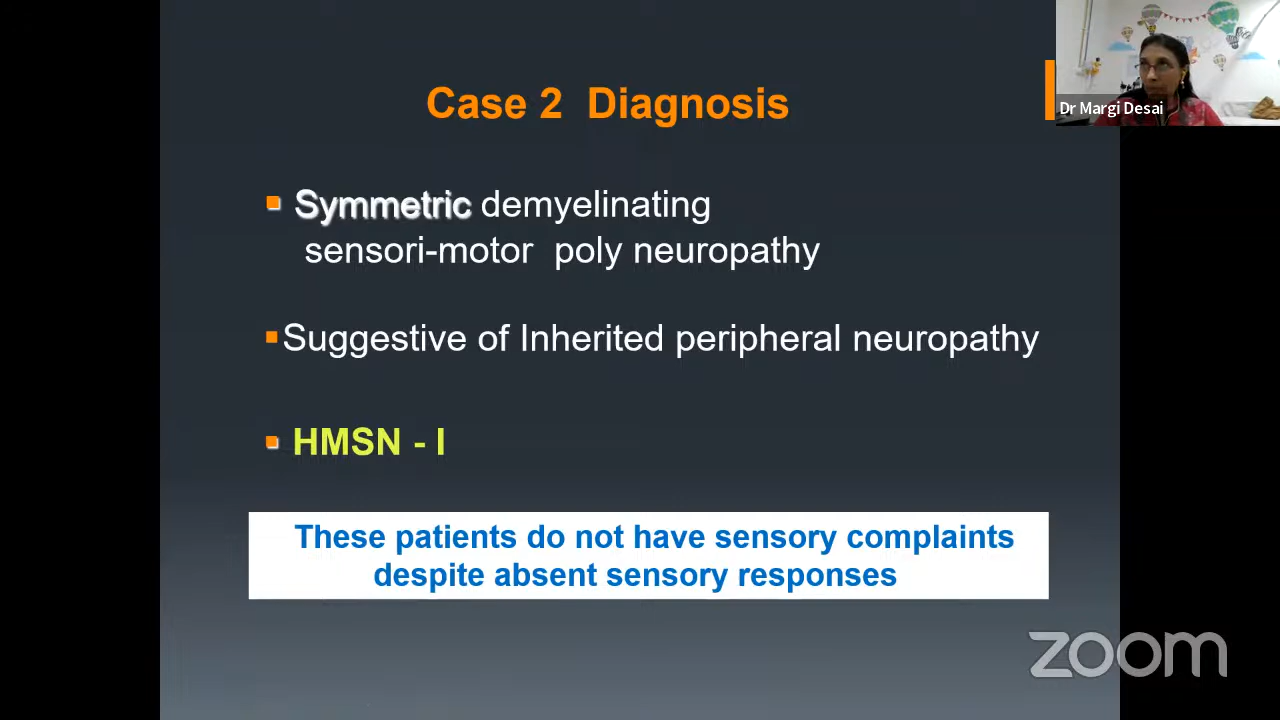 Case 2 Diagnosis
Dr Margi Desai
Symmetric demyelinating
sensori-motor poly neuropathy
Suggestive of Inherited peripheral neuropathy
HMSN - I
These patients do not have sensory complaints
despite absent sensory responses
zoom